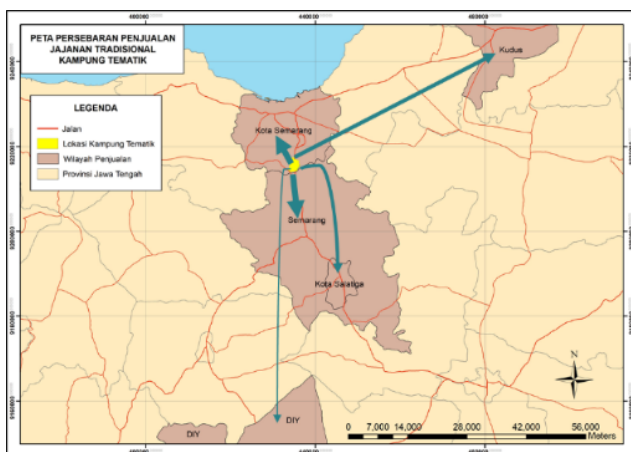 PETA PERSEBARAN PENJUALAN
JAJANAN TRADISIONAL
KAMPUNG TEMATIK
LEGENDA
Jalan
Lokasi Kampung Tematik
Wilayah Penjualan
Provinsi Jawa Tengah
Kudus
Kota Semarang
Semarang
Kota Salatiga
DIY
DIY
N
0 7,000 14,000 28,000 42,000 56,000
Meters